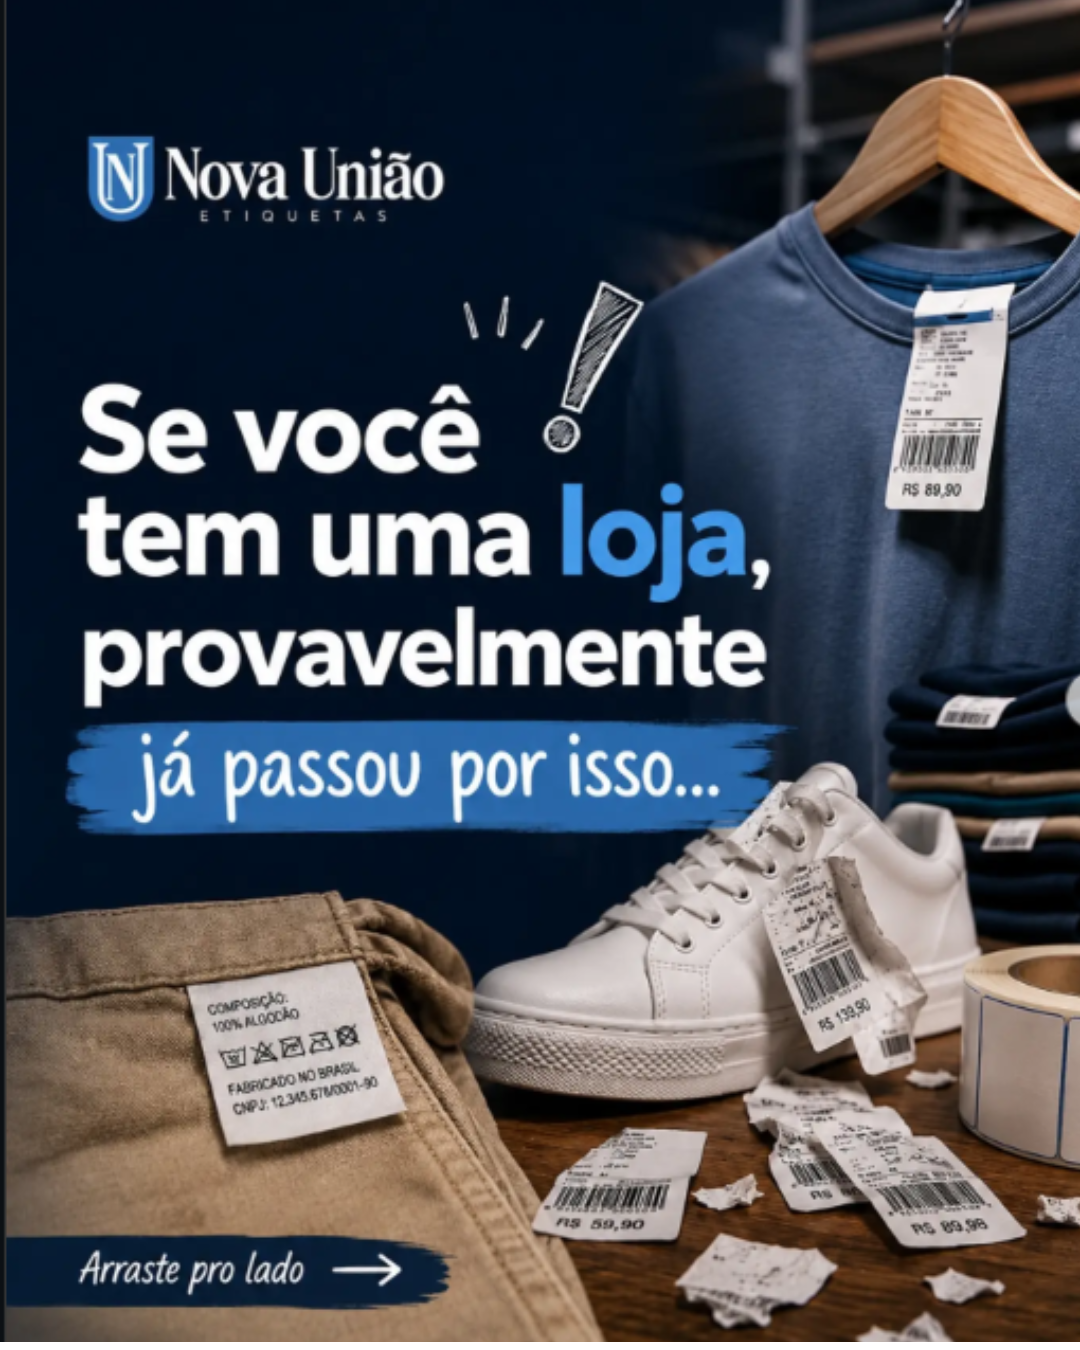 Nova União
ETIQUETAS
Se você
tem uma loja,
provavelmente
já passou por isso...
R$ 89,90
R$ 139,90
COMPOSIÇÃO:
100% ALGODÃO
FABRICADO NO BRASIL
CNPJ: 12.345.678/0001-90
R$ 59,90
R$ 89,98
Arraste pro lado